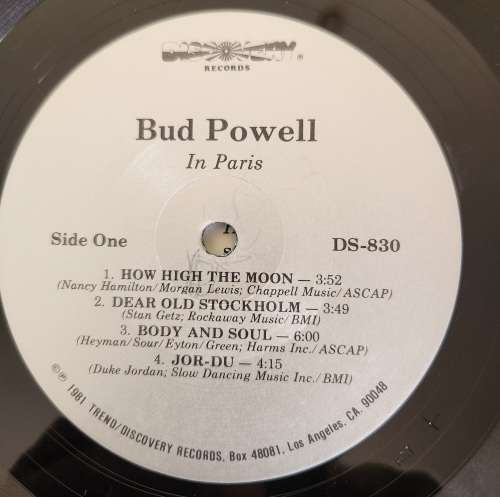 DISCOVERY®
RECORDS
Bud Powell
In Paris
Side One
DS-830
1. HOW HIGH THE MOON — 3:52
(Nancy Hamilton/Morgan Lewis; Chappell Music/ASCAP)
2. DEAR OLD STOCKHOLM — 3:49
(Stan Getz; Rockaway Music/BMI)
3. BODY AND SOUL — 6:00
(Heyman/Sour/Eyton/Green; Harms Inc./ASCAP)
4. JOR-DU — 4:15
(Duke Jordan; Slow Dancing Music Inc./BMI)
©℗ 1981 TREND/DISCOVERY RECORDS, Box 48081, Los Angeles, CA. 90048